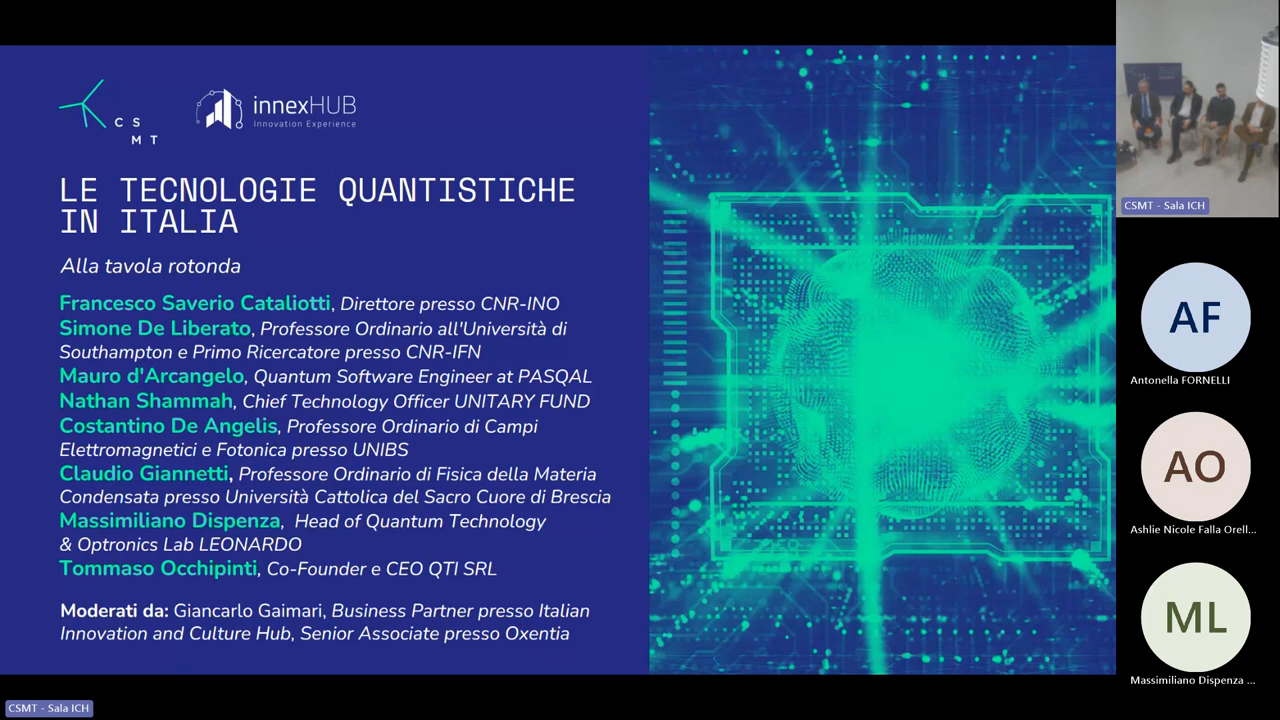 C S
M T
innexHUB
Innovation Experience
LE TECNOLOGIE QUANTISTICHE
IN ITALIA
Alla tavola rotonda
Francesco Saverio Cataliotti, Direttore presso CNR-INO
Simone De Liberato, Professore Ordinario all'Università di
Southampton e Primo Ricercatore presso CNR-IFN
Mauro d'Arcangelo, Quantum Software Engineer at PASQAL
Nathan Shammah, Chief Technology Officer UNITARY FUND
Costantino De Angelis, Professore Ordinario di Campi
Elettromagnetici e Fotonica presso UNIBS
Claudio Giannetti, Professore Ordinario di Fisica della Materia
Condensata presso Università Cattolica del Sacro Cuore di Brescia
Massimiliano Dispenza, Head of Quantum Technology
& Optronics Lab LEONARDO
Tommaso Occhipinti, Co-Founder e CEO QTI SRL
Moderati da: Giancarlo Gaimari, Business Partner presso Italian
Innovation and Culture Hub, Senior Associate presso Oxentia
CSMT - Sala ICH
CSMT - Sala ICH
AF
Antonella FORNELLI
AO
Ashlie Nicole Falla Orell...
ML
Massimiliano Dispenza ...